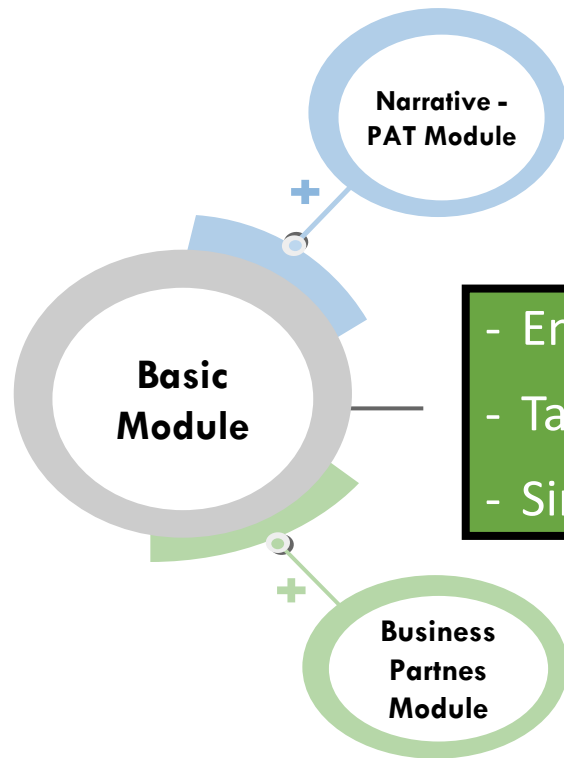 Narrative -
PAT Module
+
Basic
Module
-
- 
-
+
Business
Partnes
Module